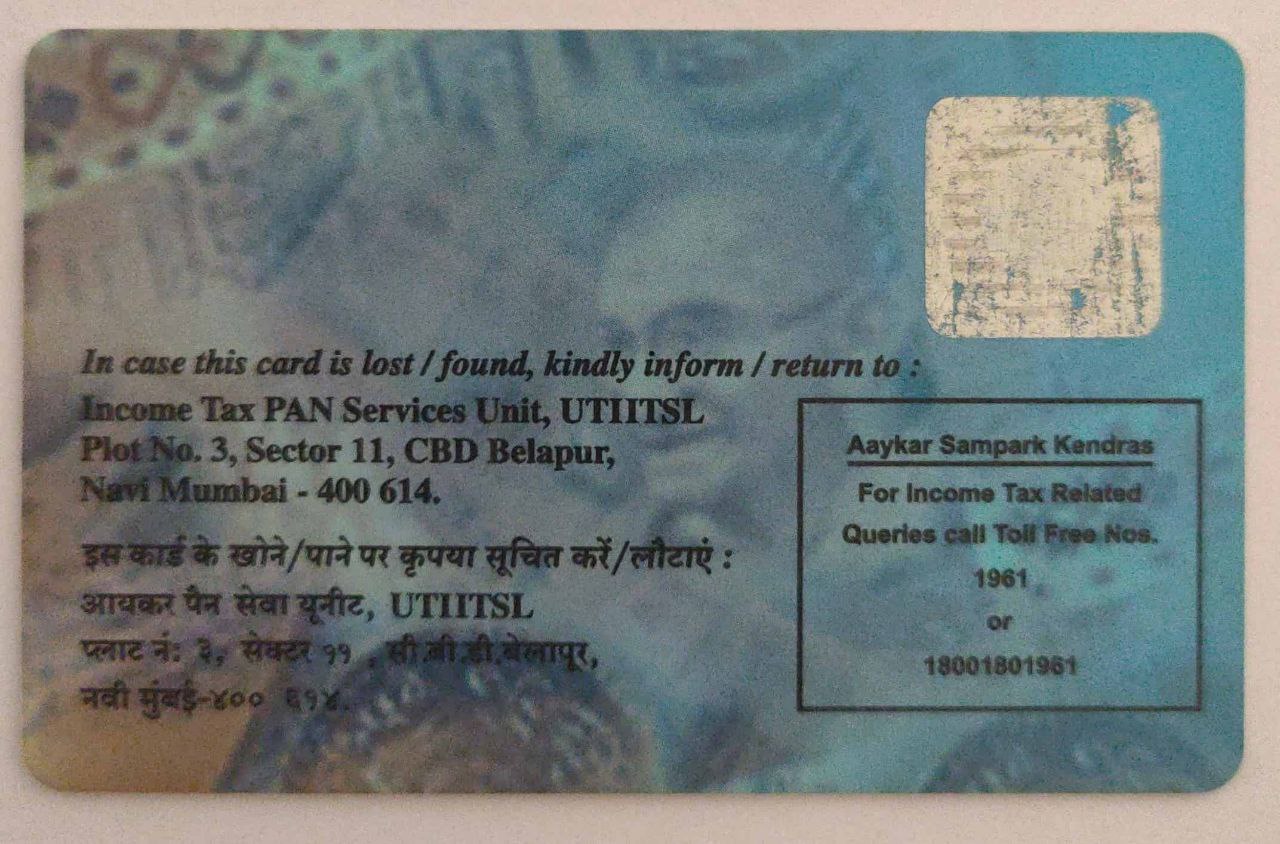 In case this card is lost / found, kindly inform / return to :
Income Tax PAN Services Unit, UTIITSL
Plot No. 3, Sector 11, CBD Belapur,
Navi Mumbai - 400 614.
इस कार्ड के खोने/पाने पर कृपया सूचित करें/लौटाएं :
आयकर पैन सेवा यूनीट, UTIITSL
प्लाट नं: ३, सेक्टर ११ , सी.बी.डी.बेलापूर,
नवी मुंबई-४०० ६१४.
Aaykar Sampark Kendras
For Income Tax Related
Queries call Toll Free Nos.
1961
or
18001801961